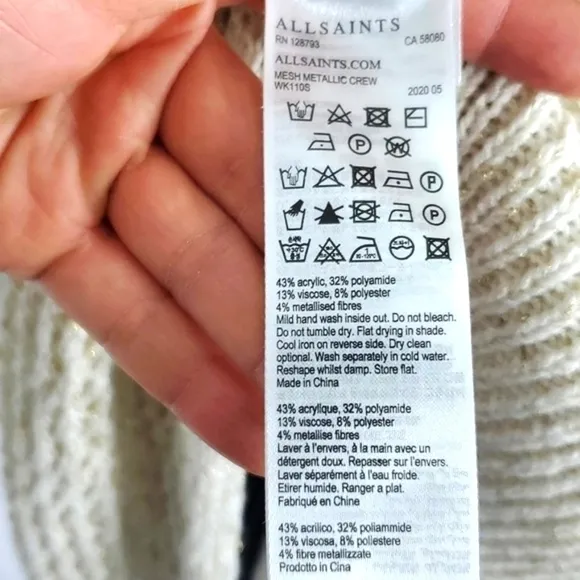 ALLSAINTS
RN 128793 CA 58080
ALLSAINTS.COM
MESH METALLIC CREW
WK110S 2020 05
43% acrylic, 32% polyamide
13% viscose, 8% polyester
4% metallised fibres
Mild hand wash inside out. Do not bleach.
Do not tumble dry. Flat drying in shade.
Cool iron on reverse side. Dry clean
optional. Wash separately in cold water.
Reshape whilst damp. Store flat.
Made in China
43% acrylique, 32% polyamide
13% viscose, 8% polyester
4% metallise fibres
Laver à l'envers, à la main avec un
détergent doux. Repasser sur l'envers.
Laver séparément à l'eau froide.
Etirer humide. Ranger a plat.
Fabriqué en China
43% acrilico, 32% poliammide
13% viscosa, 8% poliestere
4% fibre metallizzate
Prodotto in China